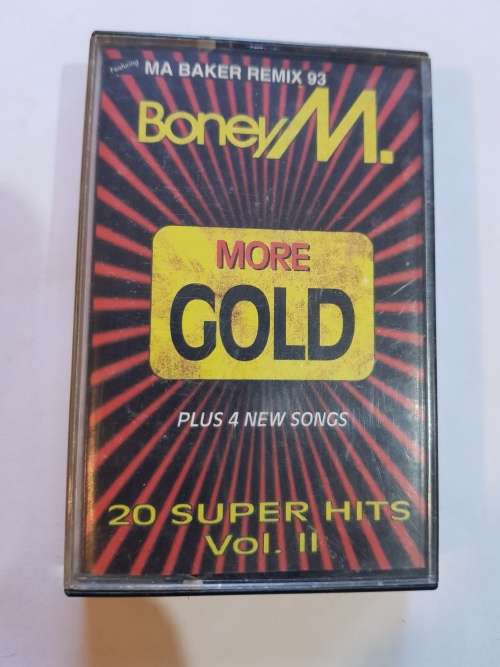 Featuring MA BAKER REMIX 93
Boney M.
MORE
GOLD
PLUS 4 NEW SONGS
20 SUPER HITS
Vol. II